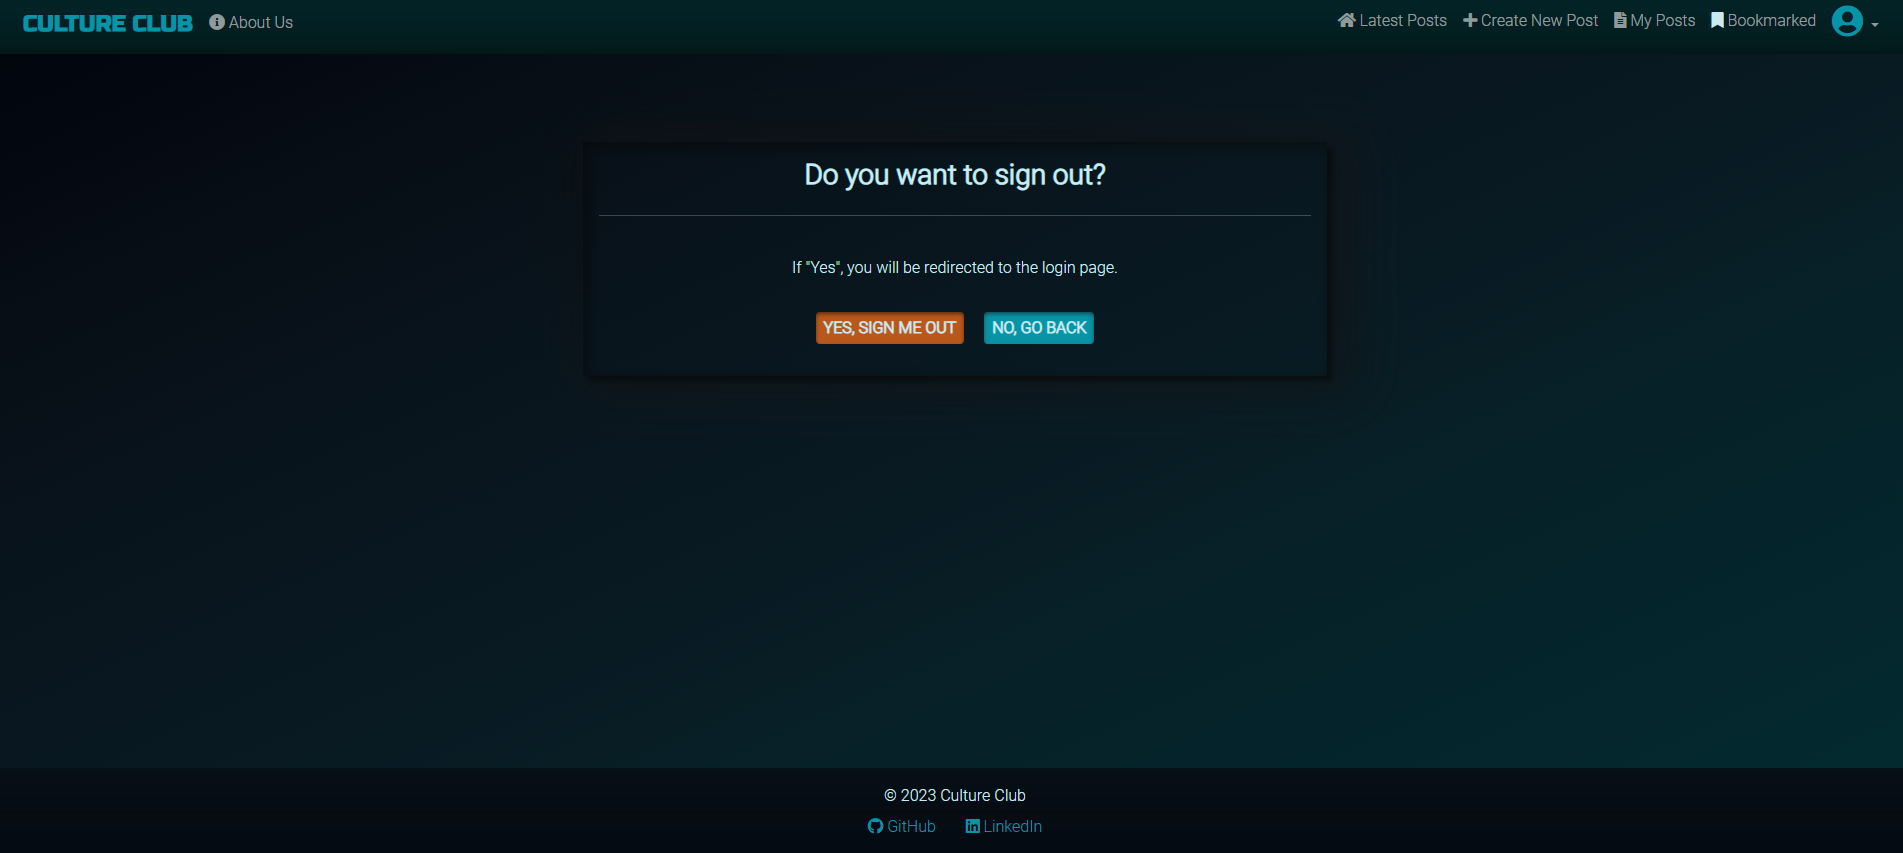 CULTURE CLUB About Us Latest Posts Create New Post My Posts Bookmarked
Do you want to sign out?
If "Yes", you will be redirected to the login page.
YES, SIGN ME OUT NO, GO BACK
© 2023 Culture Club
GitHub LinkedIn